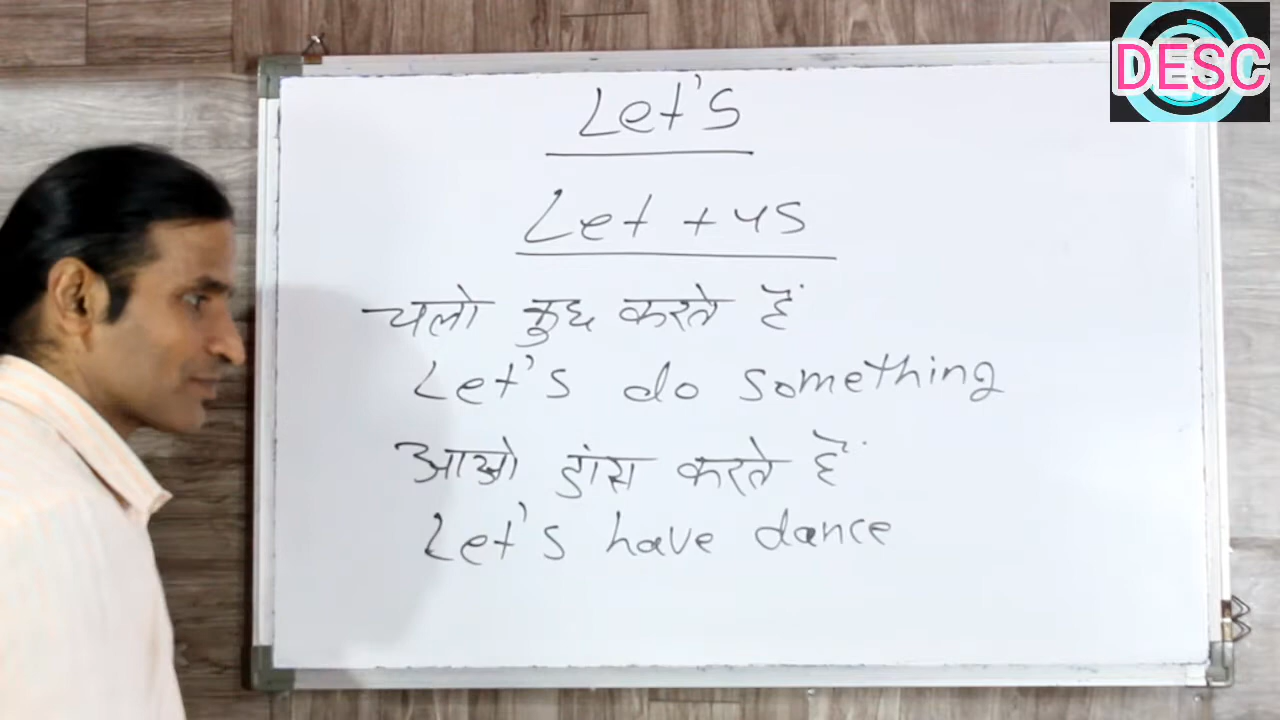 DESC
Let's
Let + us
चलो कुछ करते हैं
Let's do something
आओ डांस करते हैं
Let's have dance